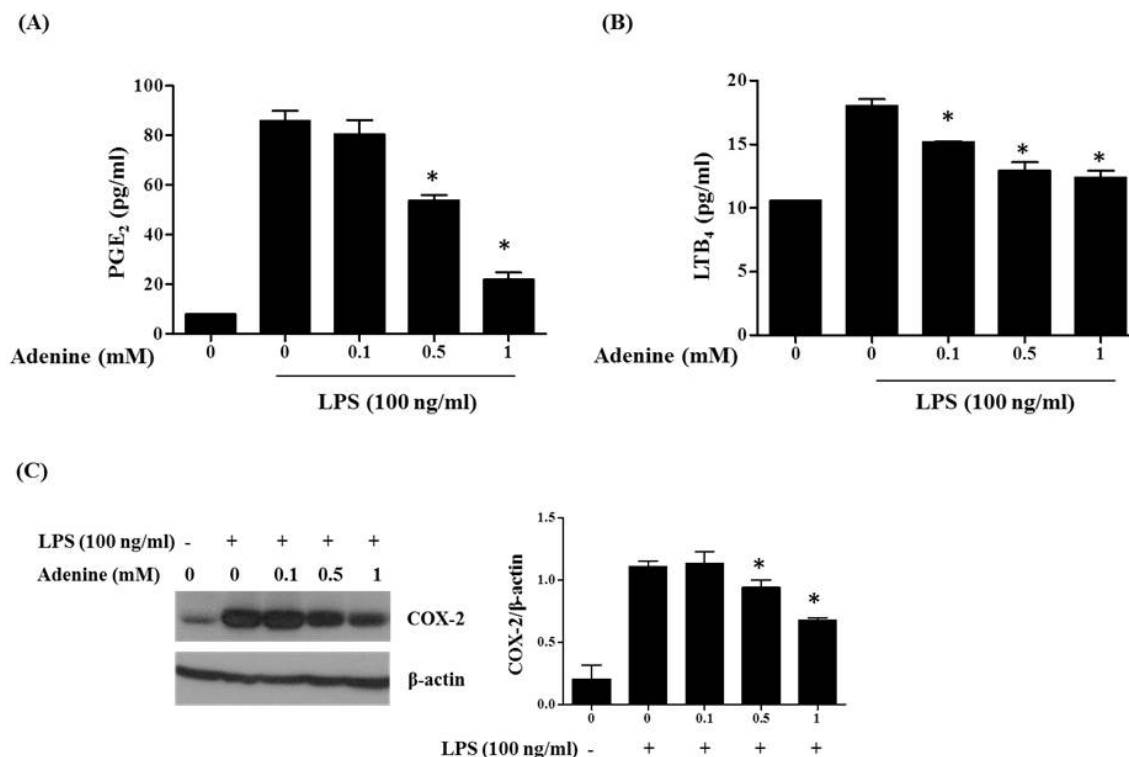 (A)
PGE₂ (pg/ml)
100
80
60
40
20
0
*
*
Adenine (mM) 0 0 0.1 0.5 1
LPS (100 ng/ml)
(B)
LTB₄ (pg/ml)
20
15
10
5
0
*
*
*
Adenine (mM) 0 0 0.1 0.5 1
LPS (100 ng/ml)
(C)
LPS (100 ng/ml) - + + + +
Adenine (mM) 0 0 0.1 0.5 1
COX-2
β-actin
COX-2/β-actin
1.5
1.0
0.5
0.0
*
*
0 0 0.1 0.5 1
LPS (100 ng/ml) - + + + +